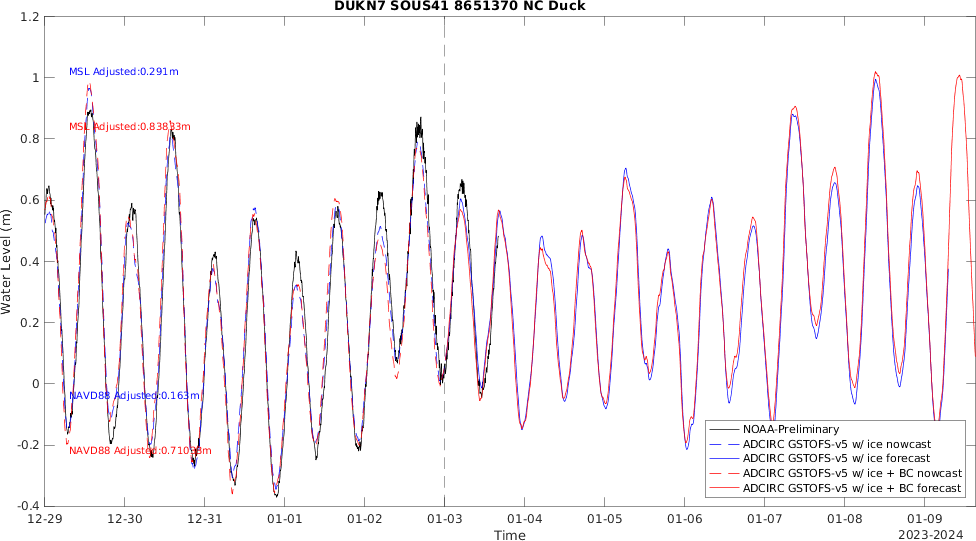 DUKN7 SOUS41 8651370 NC Duck
1.2
1
0.8
0.6
0.4
0.2
0
-0.2
-0.4
Water Level (m)
MSL Adjusted:0.291m
MSL Adjusted:0.83833m
NAVD88 Adjusted:0.163m
NOAA-Preliminary
ADCIRC GSTOFS-v5 w/ ice nowcast
ADCIRC GSTOFS-v5 w/ ice forecast
ADCIRC GSTOFS-v5 w/ ice + BC nowcast
ADCIRC GSTOFS-v5 w/ ice + BC forecast
12-29 12-30 12-31 01-01 01-02 01-03 01-04 01-05 01-06 01-07 01-08 01-09
Time
2023-2024